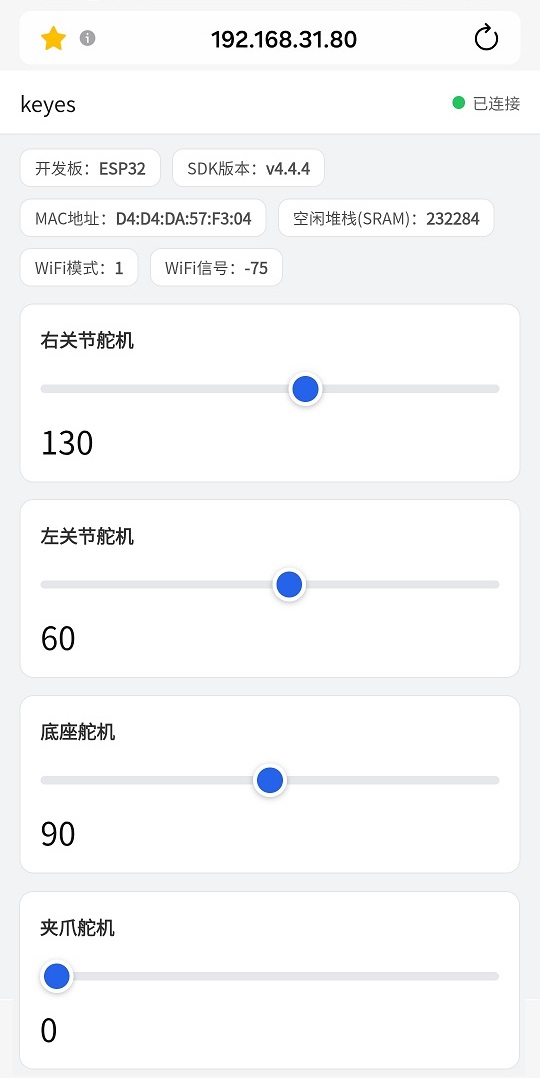 192.168.31.80
keyes
已连接
开发板：ESP32
SDK版本：v4.4.4
MAC地址：D4:D4:DA:57:F3:04
空闲堆栈(SRAM)：232284
WiFi模式：1
WiFi信号：-75
右关节舵机
130
左关节舵机
60
底座舵机
90
夹爪舵机
0